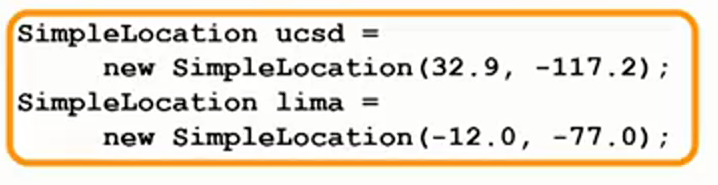 SimpleLocation ucsd =
new SimpleLocation(32.9, -117.2);
SimpleLocation lima =
new SimpleLocation(-12.0, -77.0);